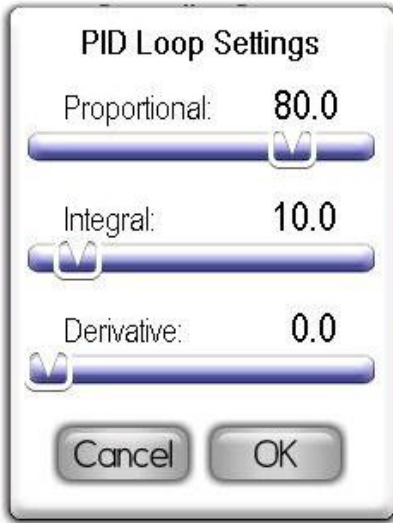 PID Loop Settings
Proportional: 80.0
Integral: 10.0
Derivative: 0.0
Cancel OK